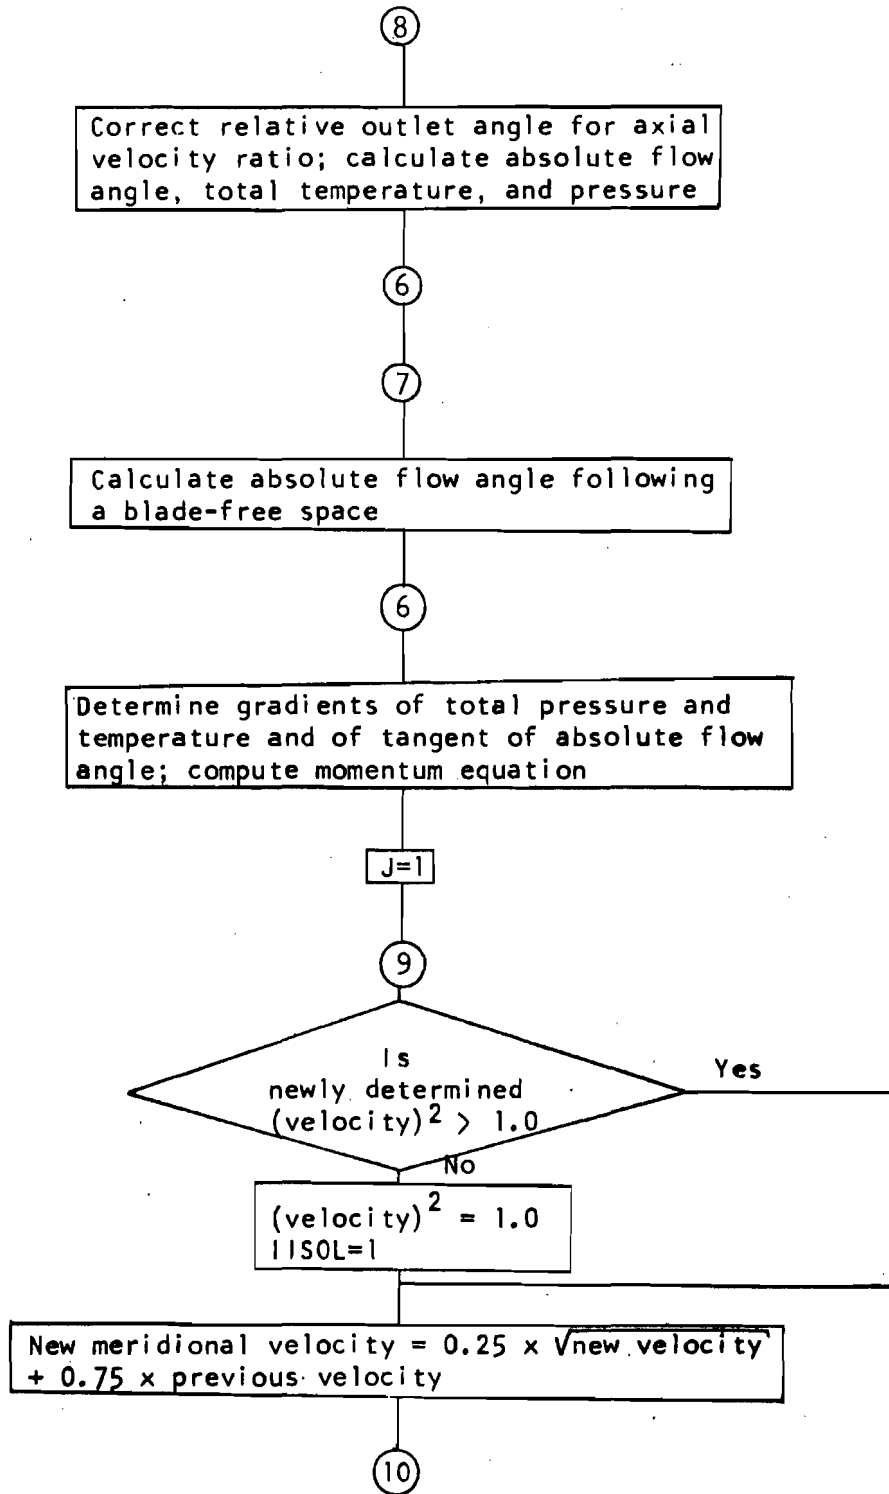 8
Correct relative outlet angle for axial
velocity ratio; calculate absolute flow
angle, total temperature, and pressure
6
7
Calculate absolute flow angle following
a blade-free space
6
Determine gradients of total pressure and
temperature and of tangent of absolute flow
angle; compute momentum equation
J=1
9
Is
newly determined
(velocity)² > 1.0
Yes
No
(velocity)² = 1.0
IISOL=1
New meridional velocity = 0.25 x √new velocity
+ 0.75 x previous velocity
10